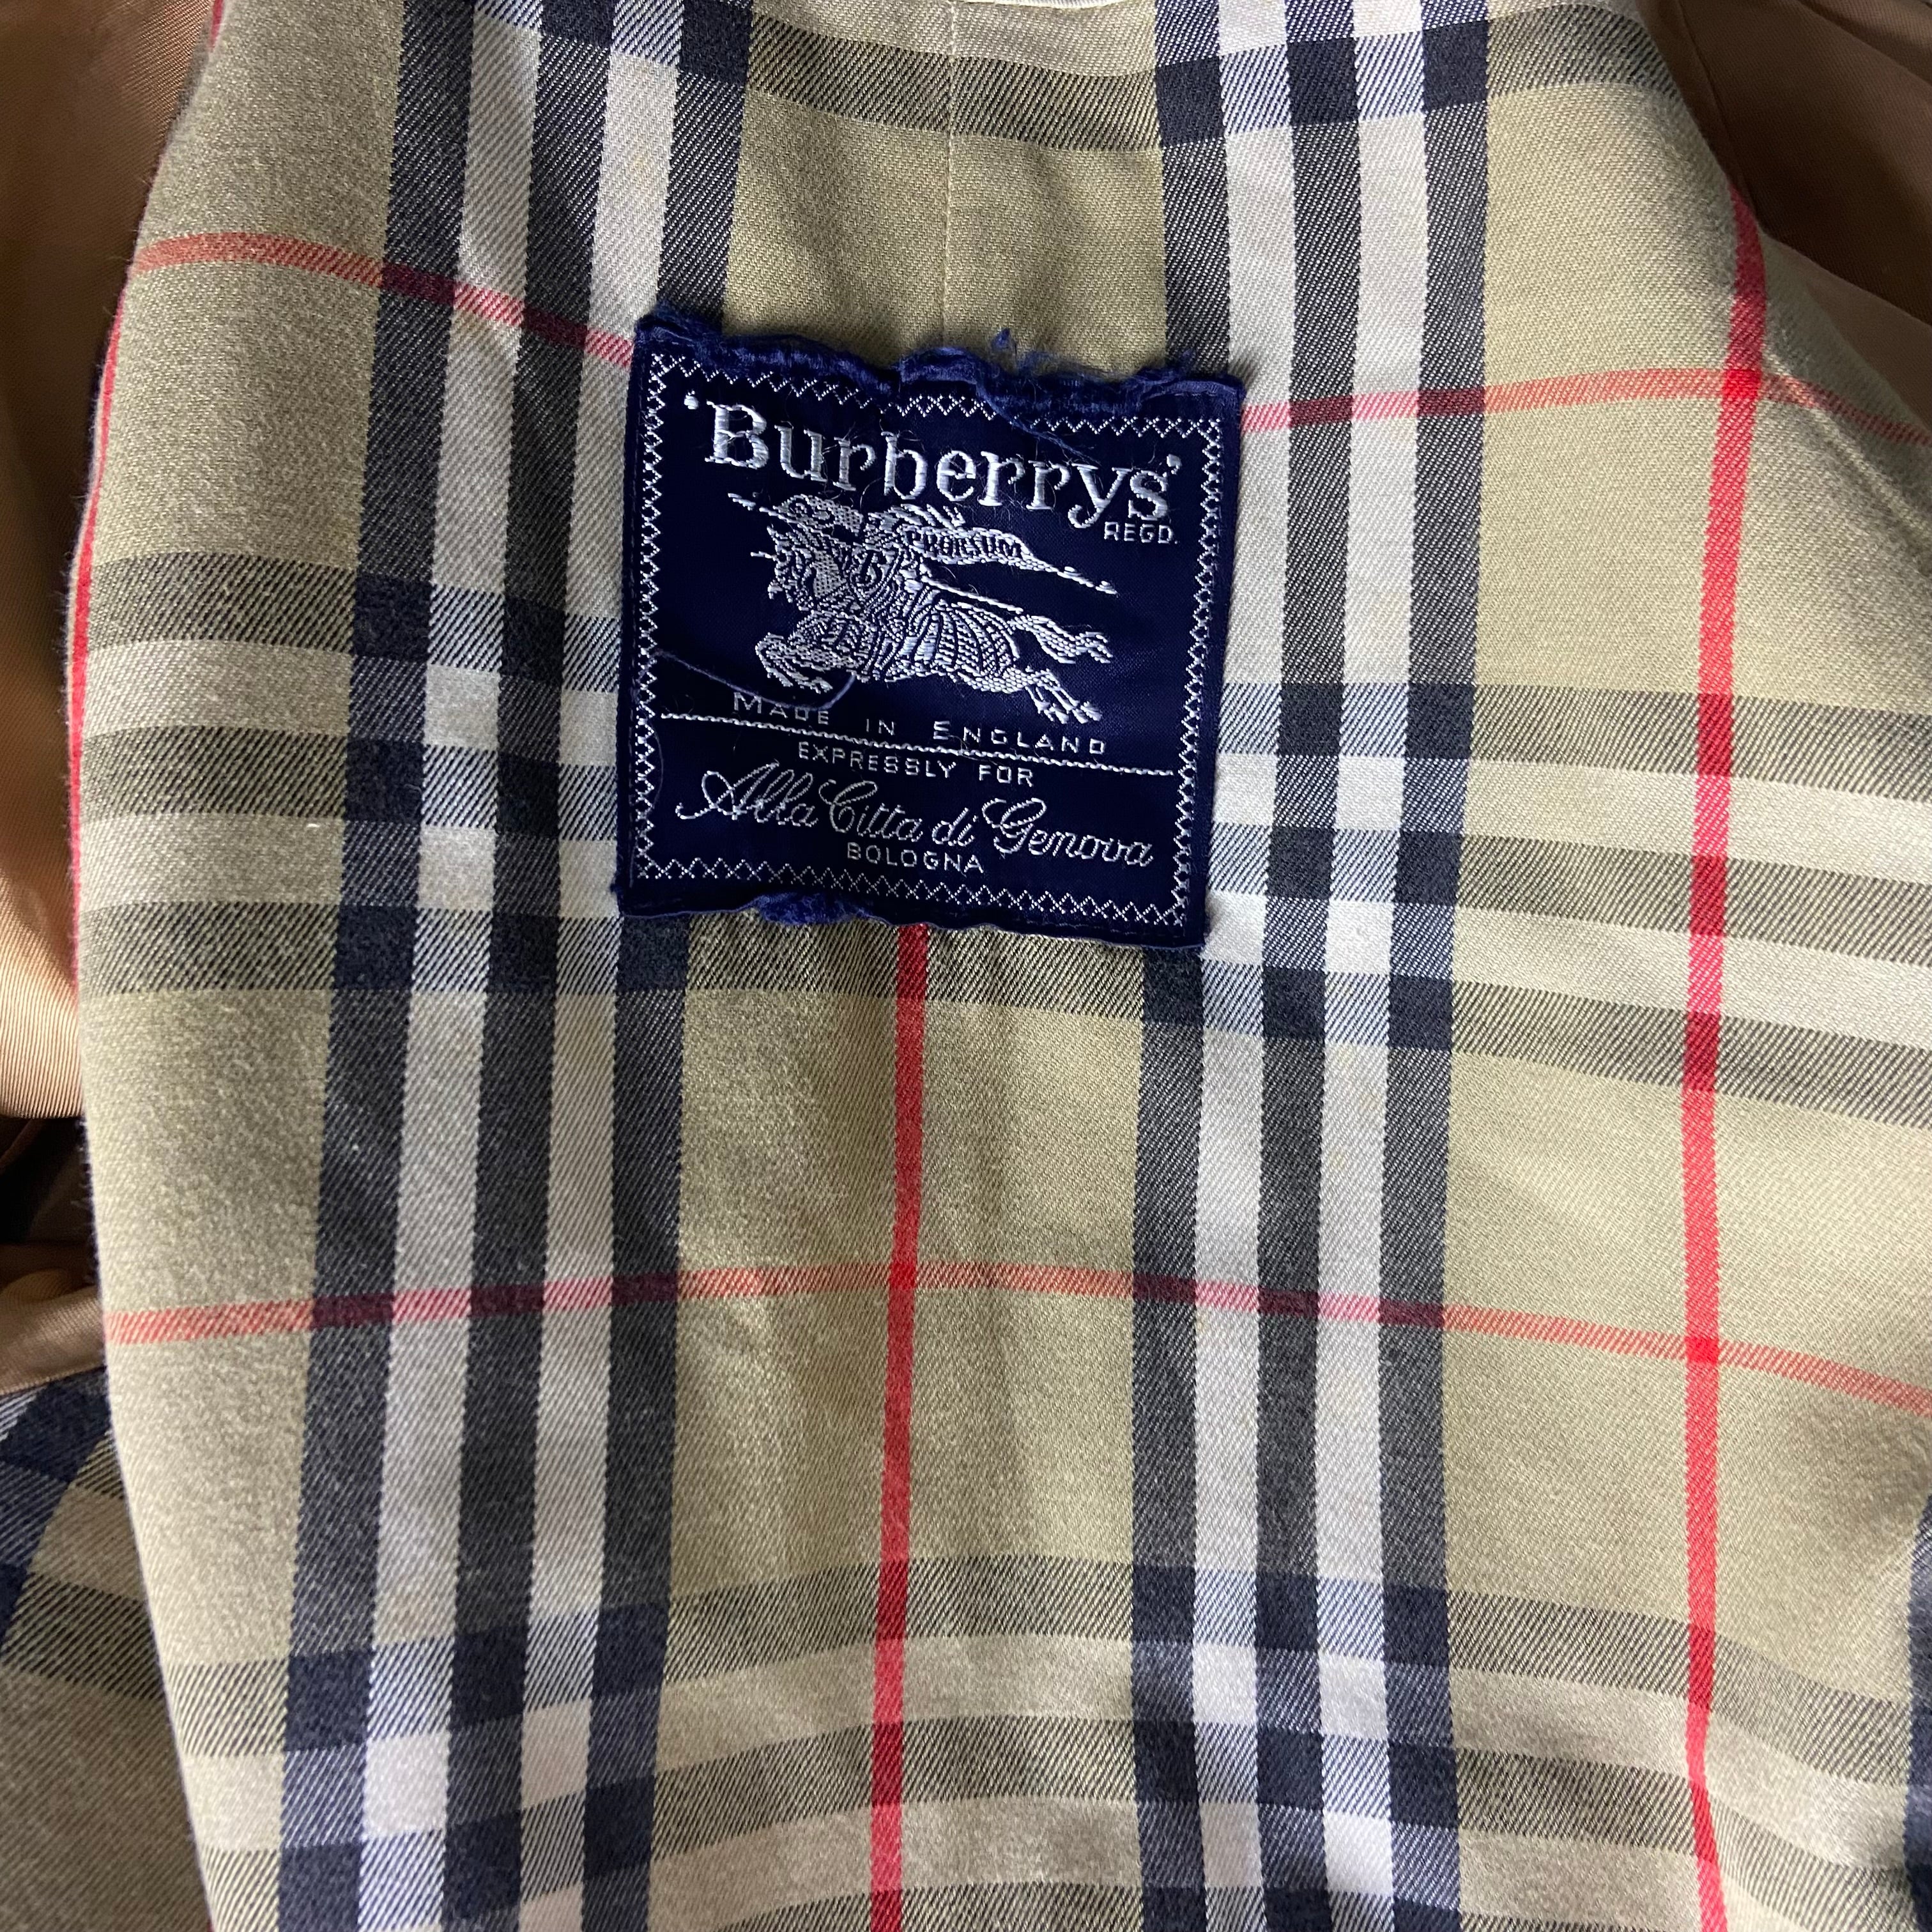 'Burberrys'
REGD.
PRORSUM
B
MADE IN ENGLAND
EXPRESSLY FOR
Alla Citta di Genova
BOLOGNA